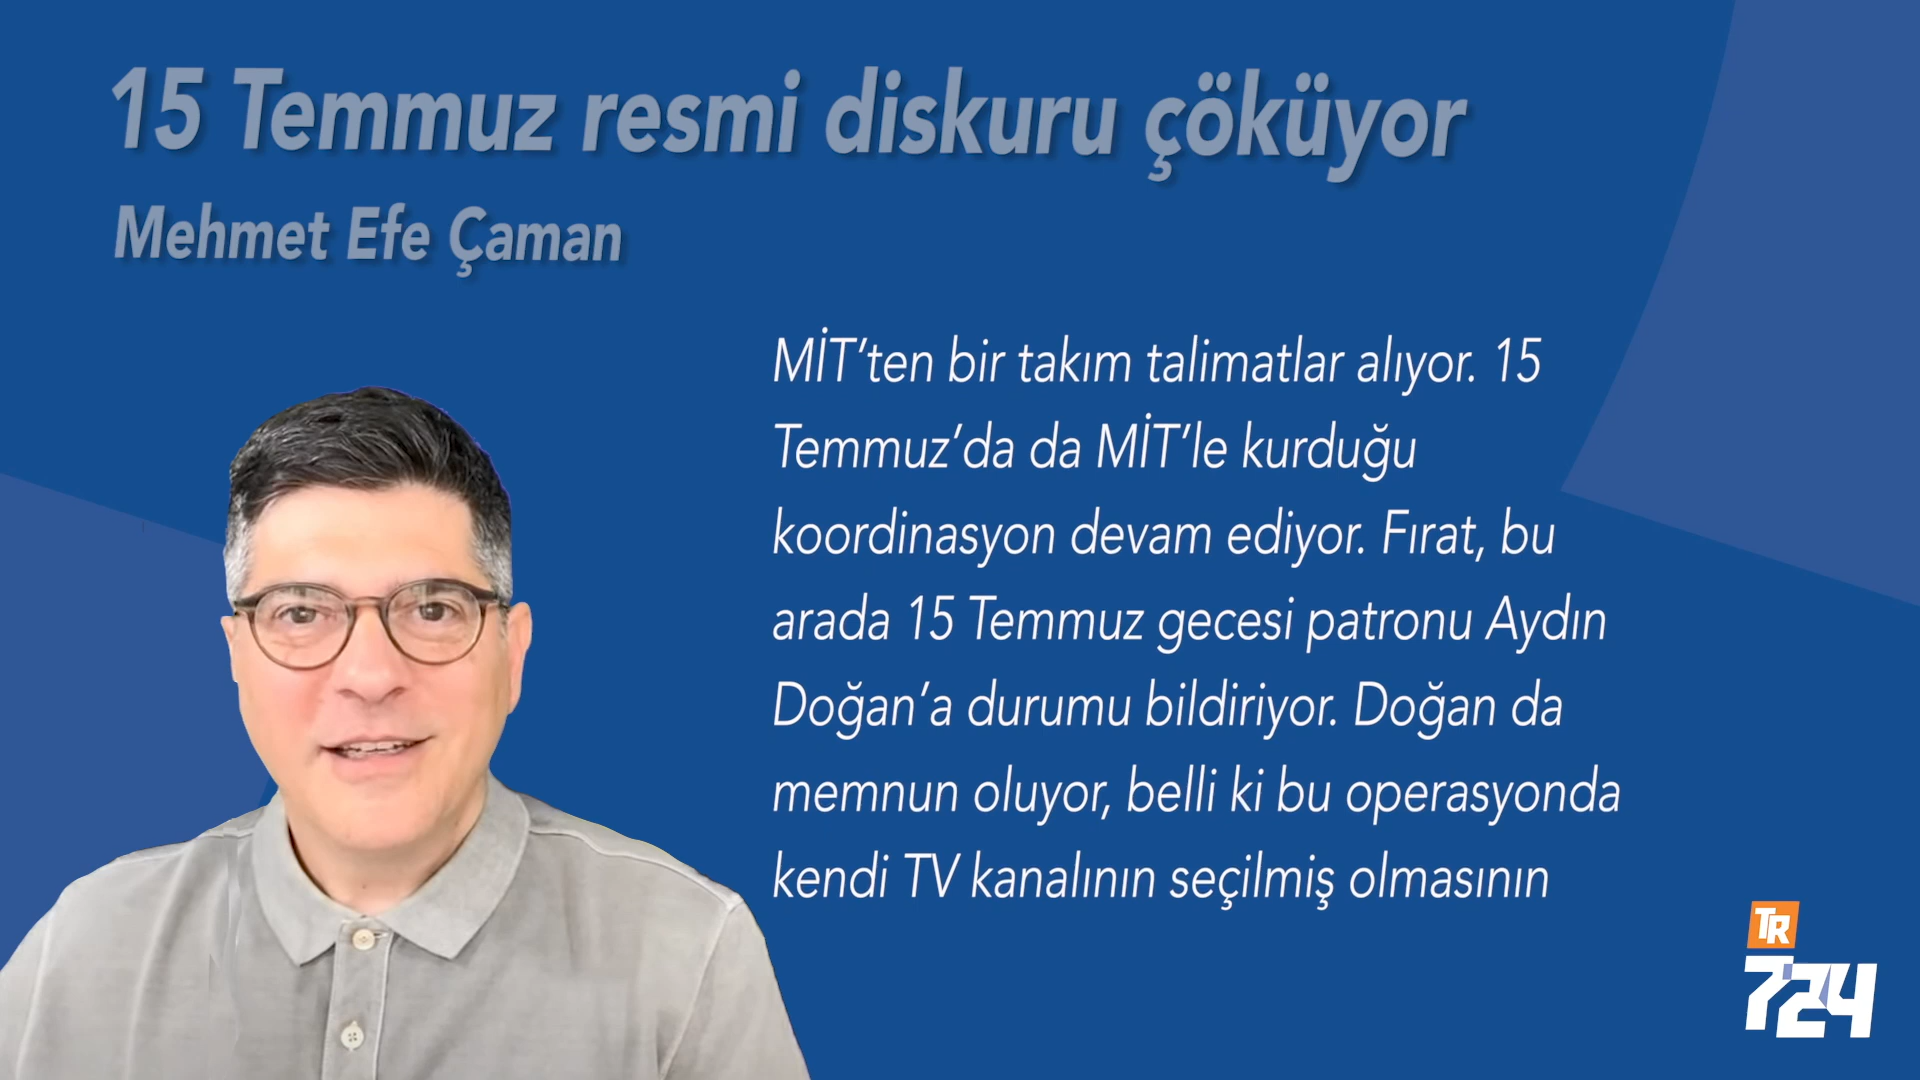 15 Temmuz resmi diskuru çöküyor
Mehmet Efe Çaman
MİT’ten bir takım talimatlar alıyor. 15
Temmuz’da da MİT’le kurduğu
koordinasyon devam ediyor. Fırat, bu
arada 15 Temmuz gecesi patronu Aydın
Doğan’a durumu bildiriyor. Doğan da
memnun oluyor, belli ki bu operasyonda
kendi TV kanalının seçilmiş olmasının
TR
724